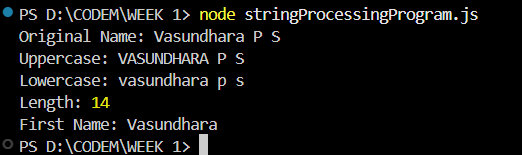 PS D:\CODEM\WEEK 1> node stringProcessingProgram.js
Original Name: Vasundhara P S
Uppercase: VASUNDHARA P S
Lowercase: vasundhara p s
Length: 14
First Name: Vasundhara
PS D:\CODEM\WEEK 1>